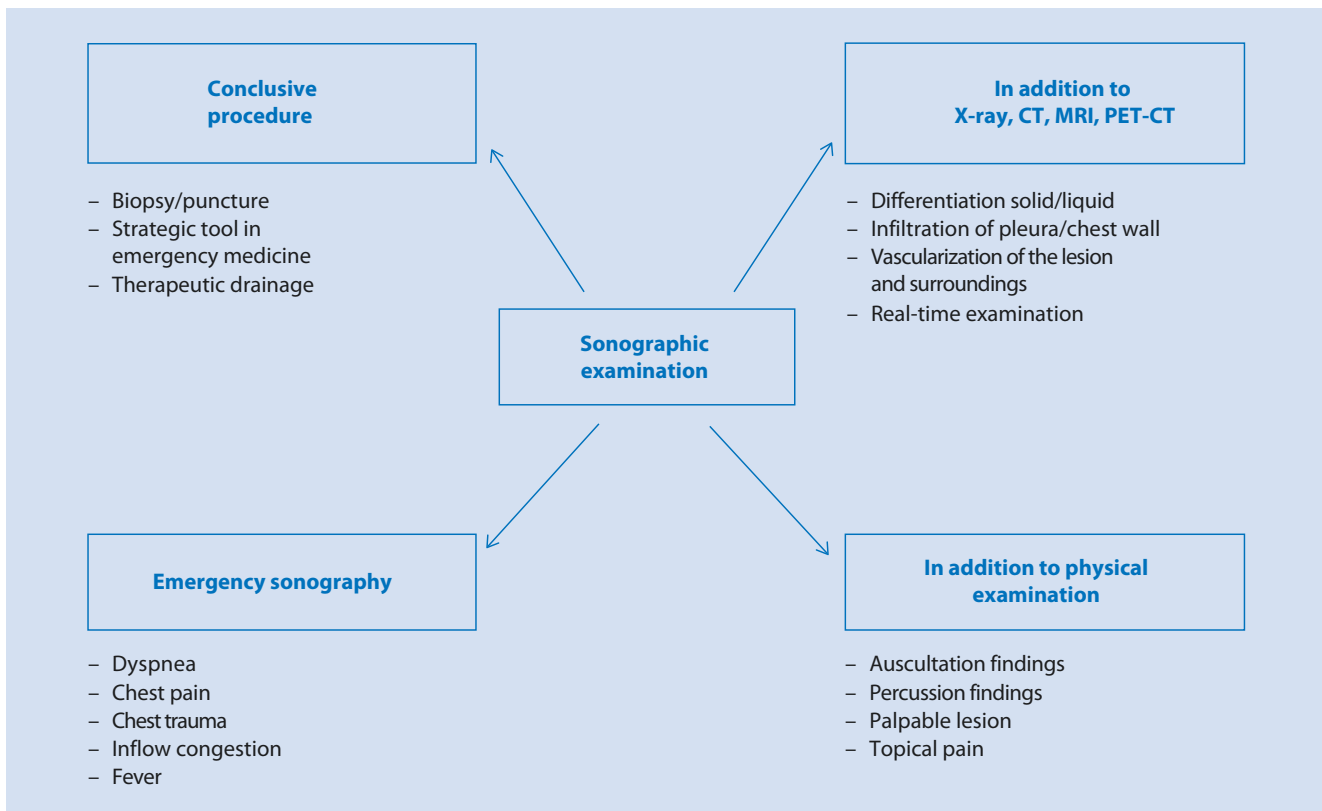 Conclusive
procedure
– Biopsy/puncture
– Strategic tool in
emergency medicine
– Therapeutic drainage
In addition to
X-ray, CT, MRI, PET-CT
– Differentiation solid/liquid
– Infiltration of pleura/chest wall
– Vascularization of the lesion
and surroundings
– Real-time examination
Sonographic
examination
Emergency sonography
– Dyspnea
– Chest pain
– Chest trauma
– Inflow congestion
– Fever
In addition to physical
examination
– Auscultation findings
– Percussion findings
– Palpable lesion
– Topical pain